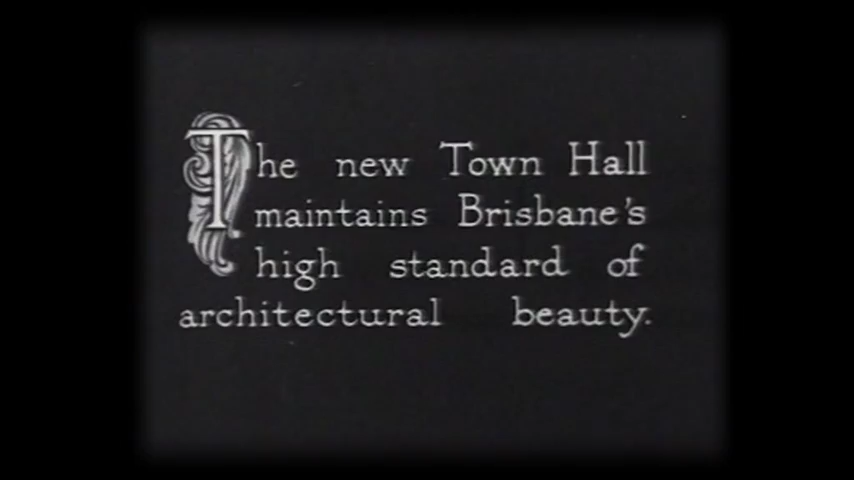 The new Town Hall
maintains Brisbane's
high standard of
architectural beauty.